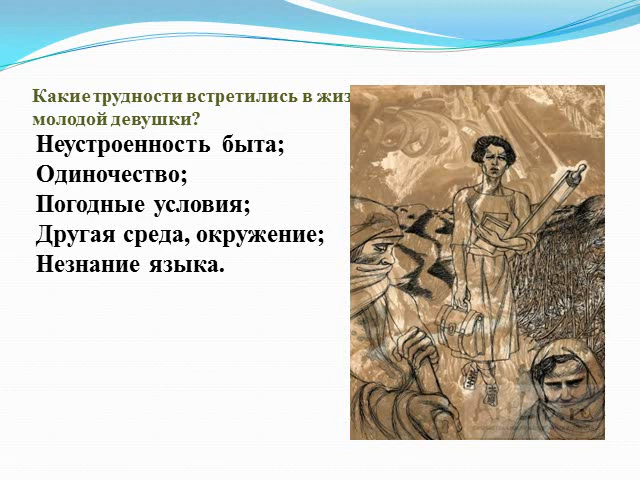 Какие трудности встретились в жиз
молодой девушки?
Неустроенность быта;
Одиночество;
Погодные условия;
Другая среда, окружение;
Незнание языка.